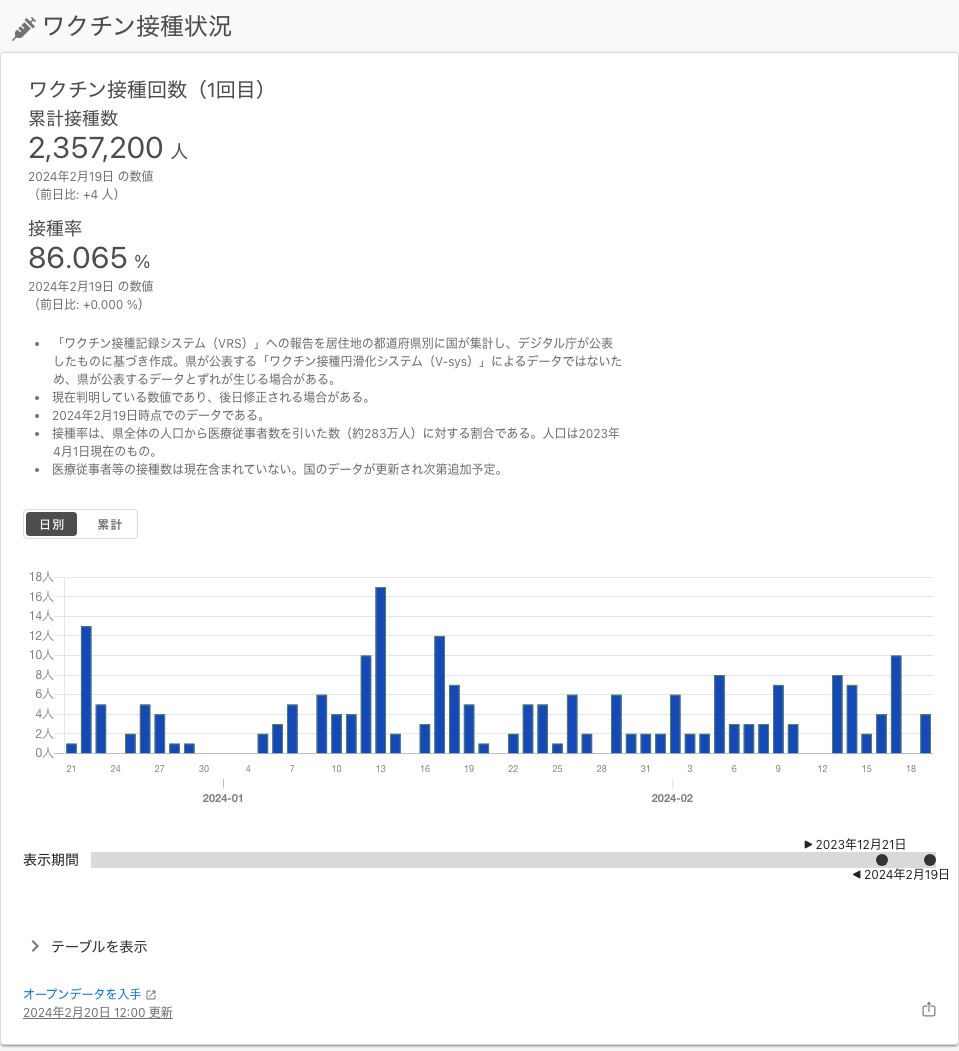 ワクチン接種状況
ワクチン接種回数（1回目）
累計接種数
2,357,200 人
2024年2月19日 の数値
（前日比: +4 人）
接種率
86.065 %
2024年2月19日 の数値
（前日比: +0.000 %）
• 「ワクチン接種記録システム（VRS）」への報告を居住地の都道府県別に国が集計し、デジタル庁が公表
したものに基づき作成。県が公表する「ワクチン接種円滑化システム（V-sys）」によるデータではないた
め、県が公表するデータとずれが生じる場合がある。
• 現在判明している数値であり、後日修正される場合がある。
• 2024年2月19日時点でのデータである。
• 接種率は、県全体の人口から医療従事者数を引いた数（約283万人）に対する割合である。人口は2023年
4月1日現在のもの。
• 医療従事者等の接種数は現在含まれていない。国のデータが更新され次第追加予定。
日別 累計
18人
16人
14人
12人
10人
8人
6人
4人
2人
0人
21 24 27 30 4 7 10 13 16 19 22 25 28 31 3 6 9 12 15 18
2024-01 2024-02
2023年12月21日
表示期間
2024年2月19日
テーブルを表示
オープンデータを入手
2024年2月20日 12:00 更新